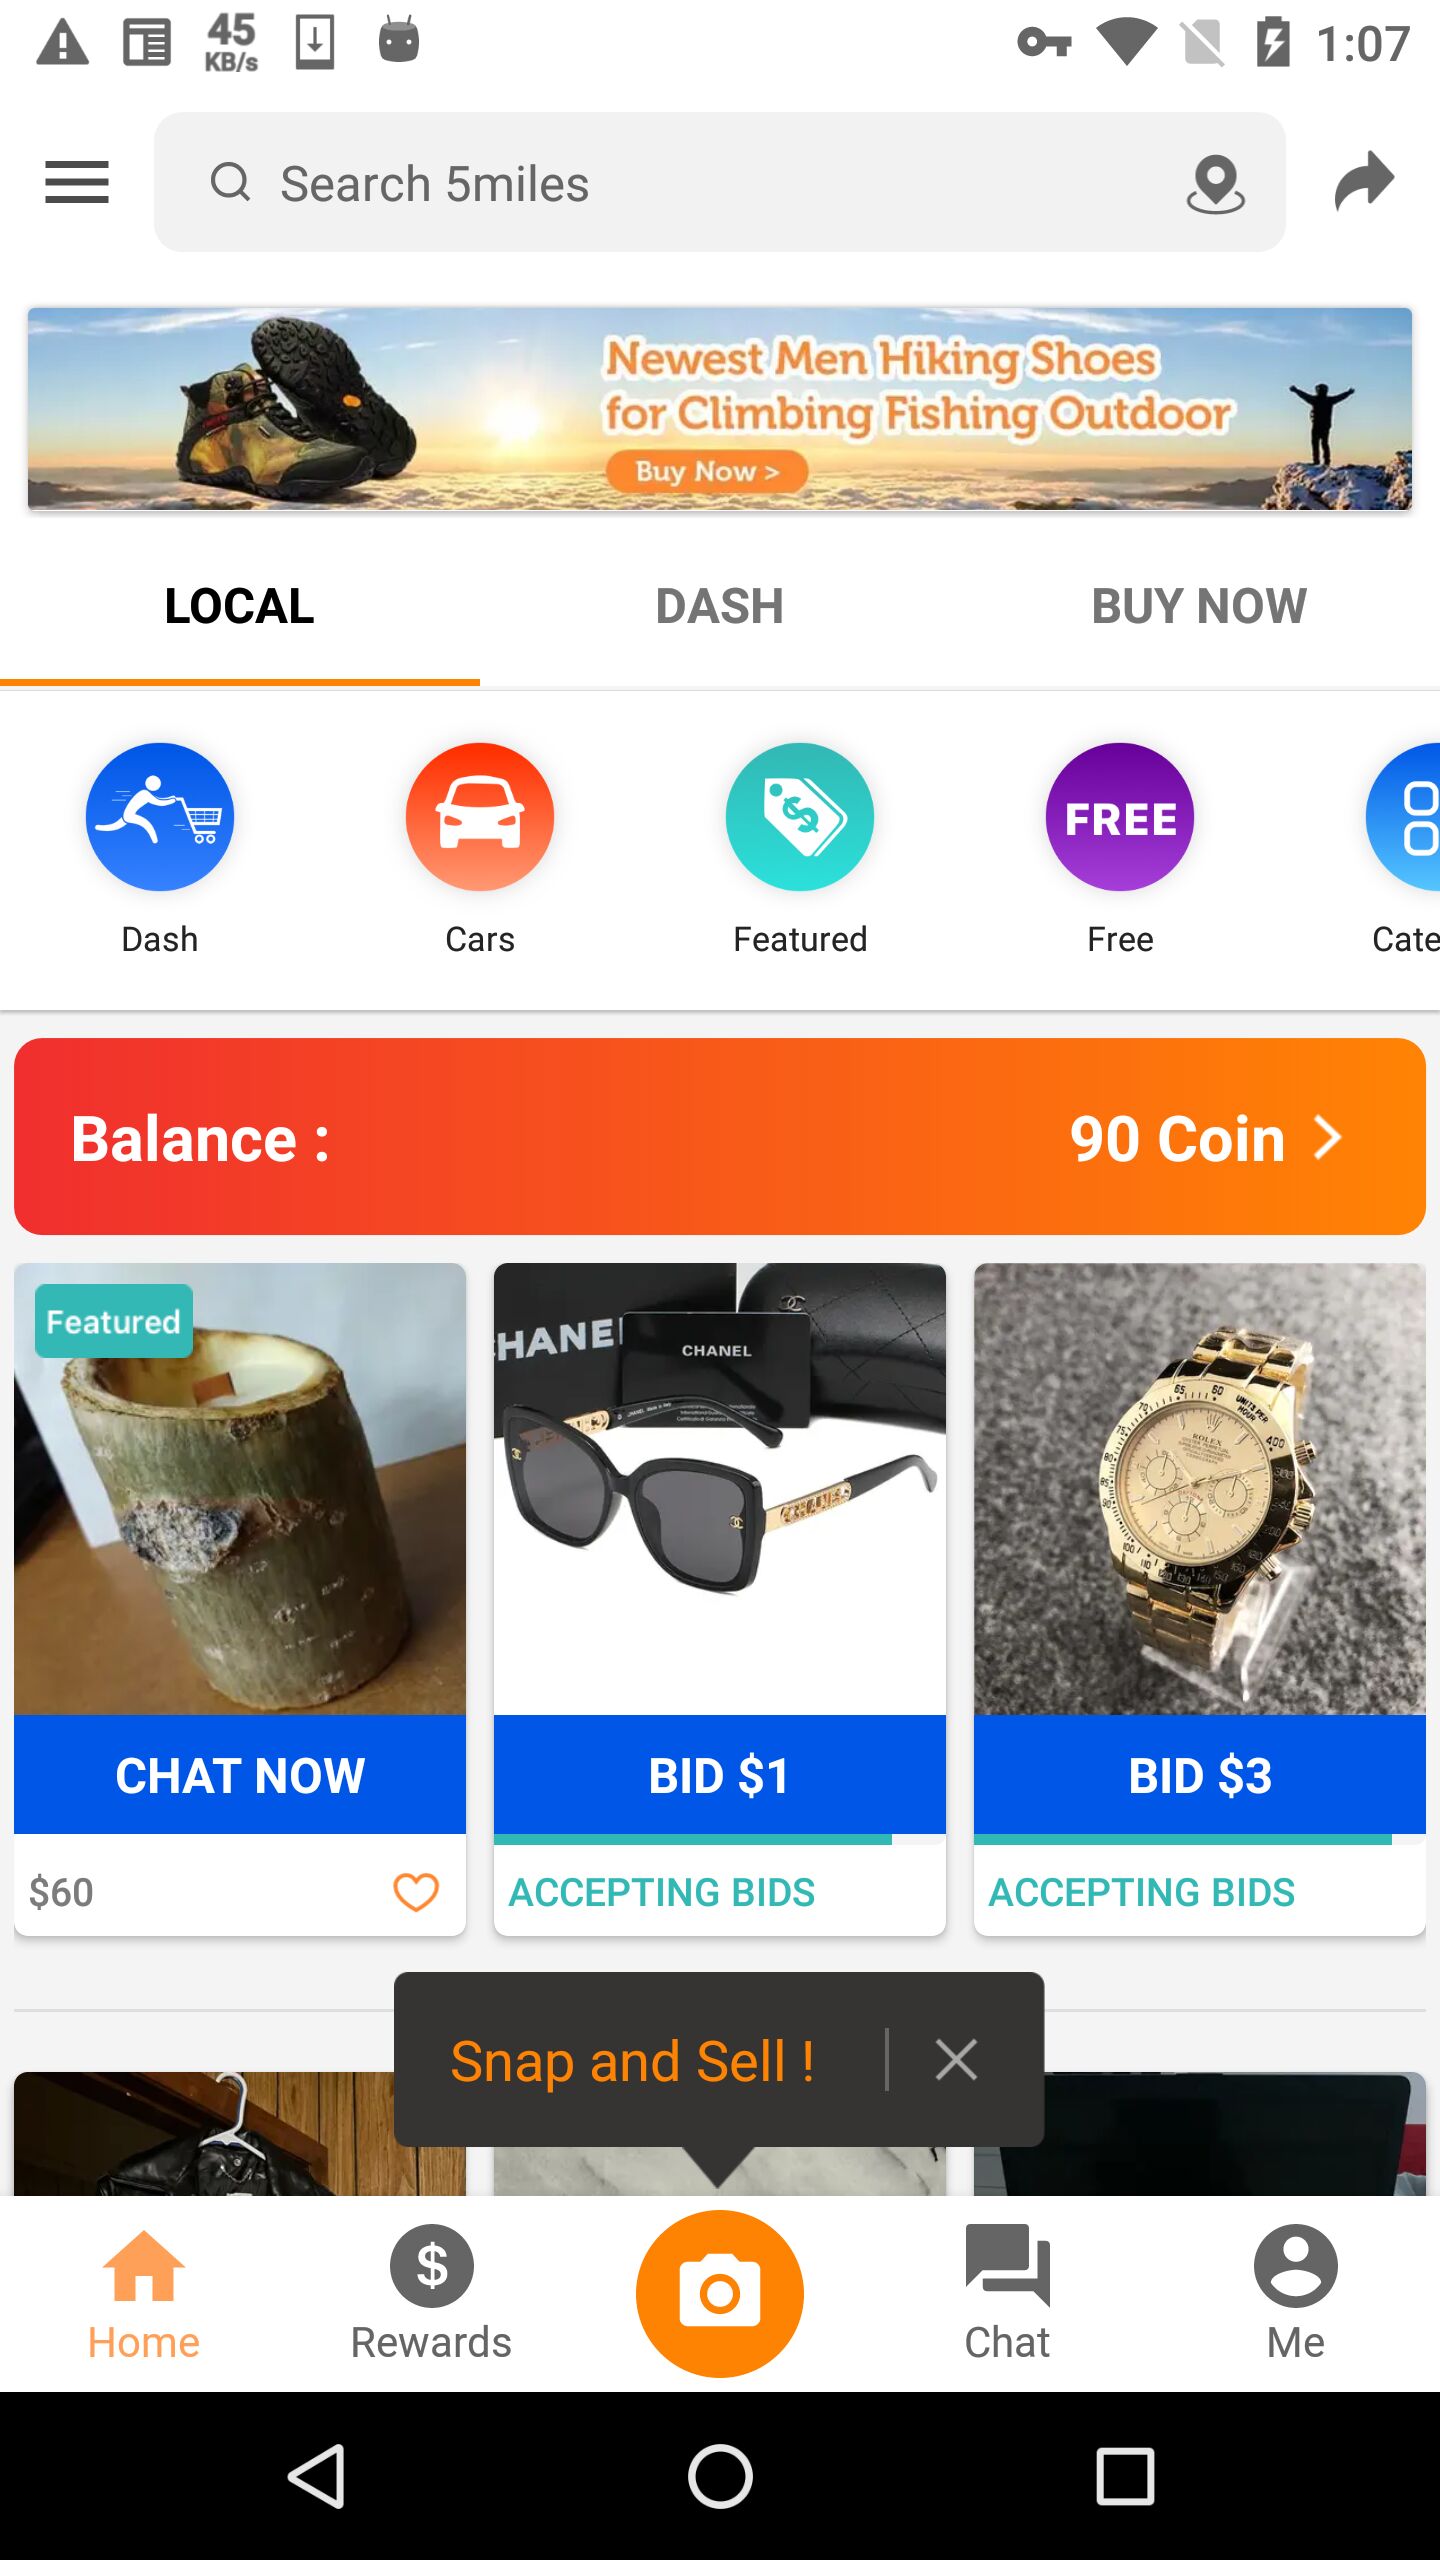 45
KB/s
1:07
Search 5miles
Newest Men Hiking Shoes
for Climbing Fishing Outdoor
Buy Now >
LOCAL
DASH
BUY NOW
FREE
Dash
Cars
Featured
Free
Cate
Balance :
90 Coin
Featured
CHANEL
CHANEL
ROLEX
CHAT NOW
BID $1
BID $3
$60
ACCEPTING BIDS
ACCEPTING BIDS
Snap and Sell !
Home
Rewards
Chat
Me